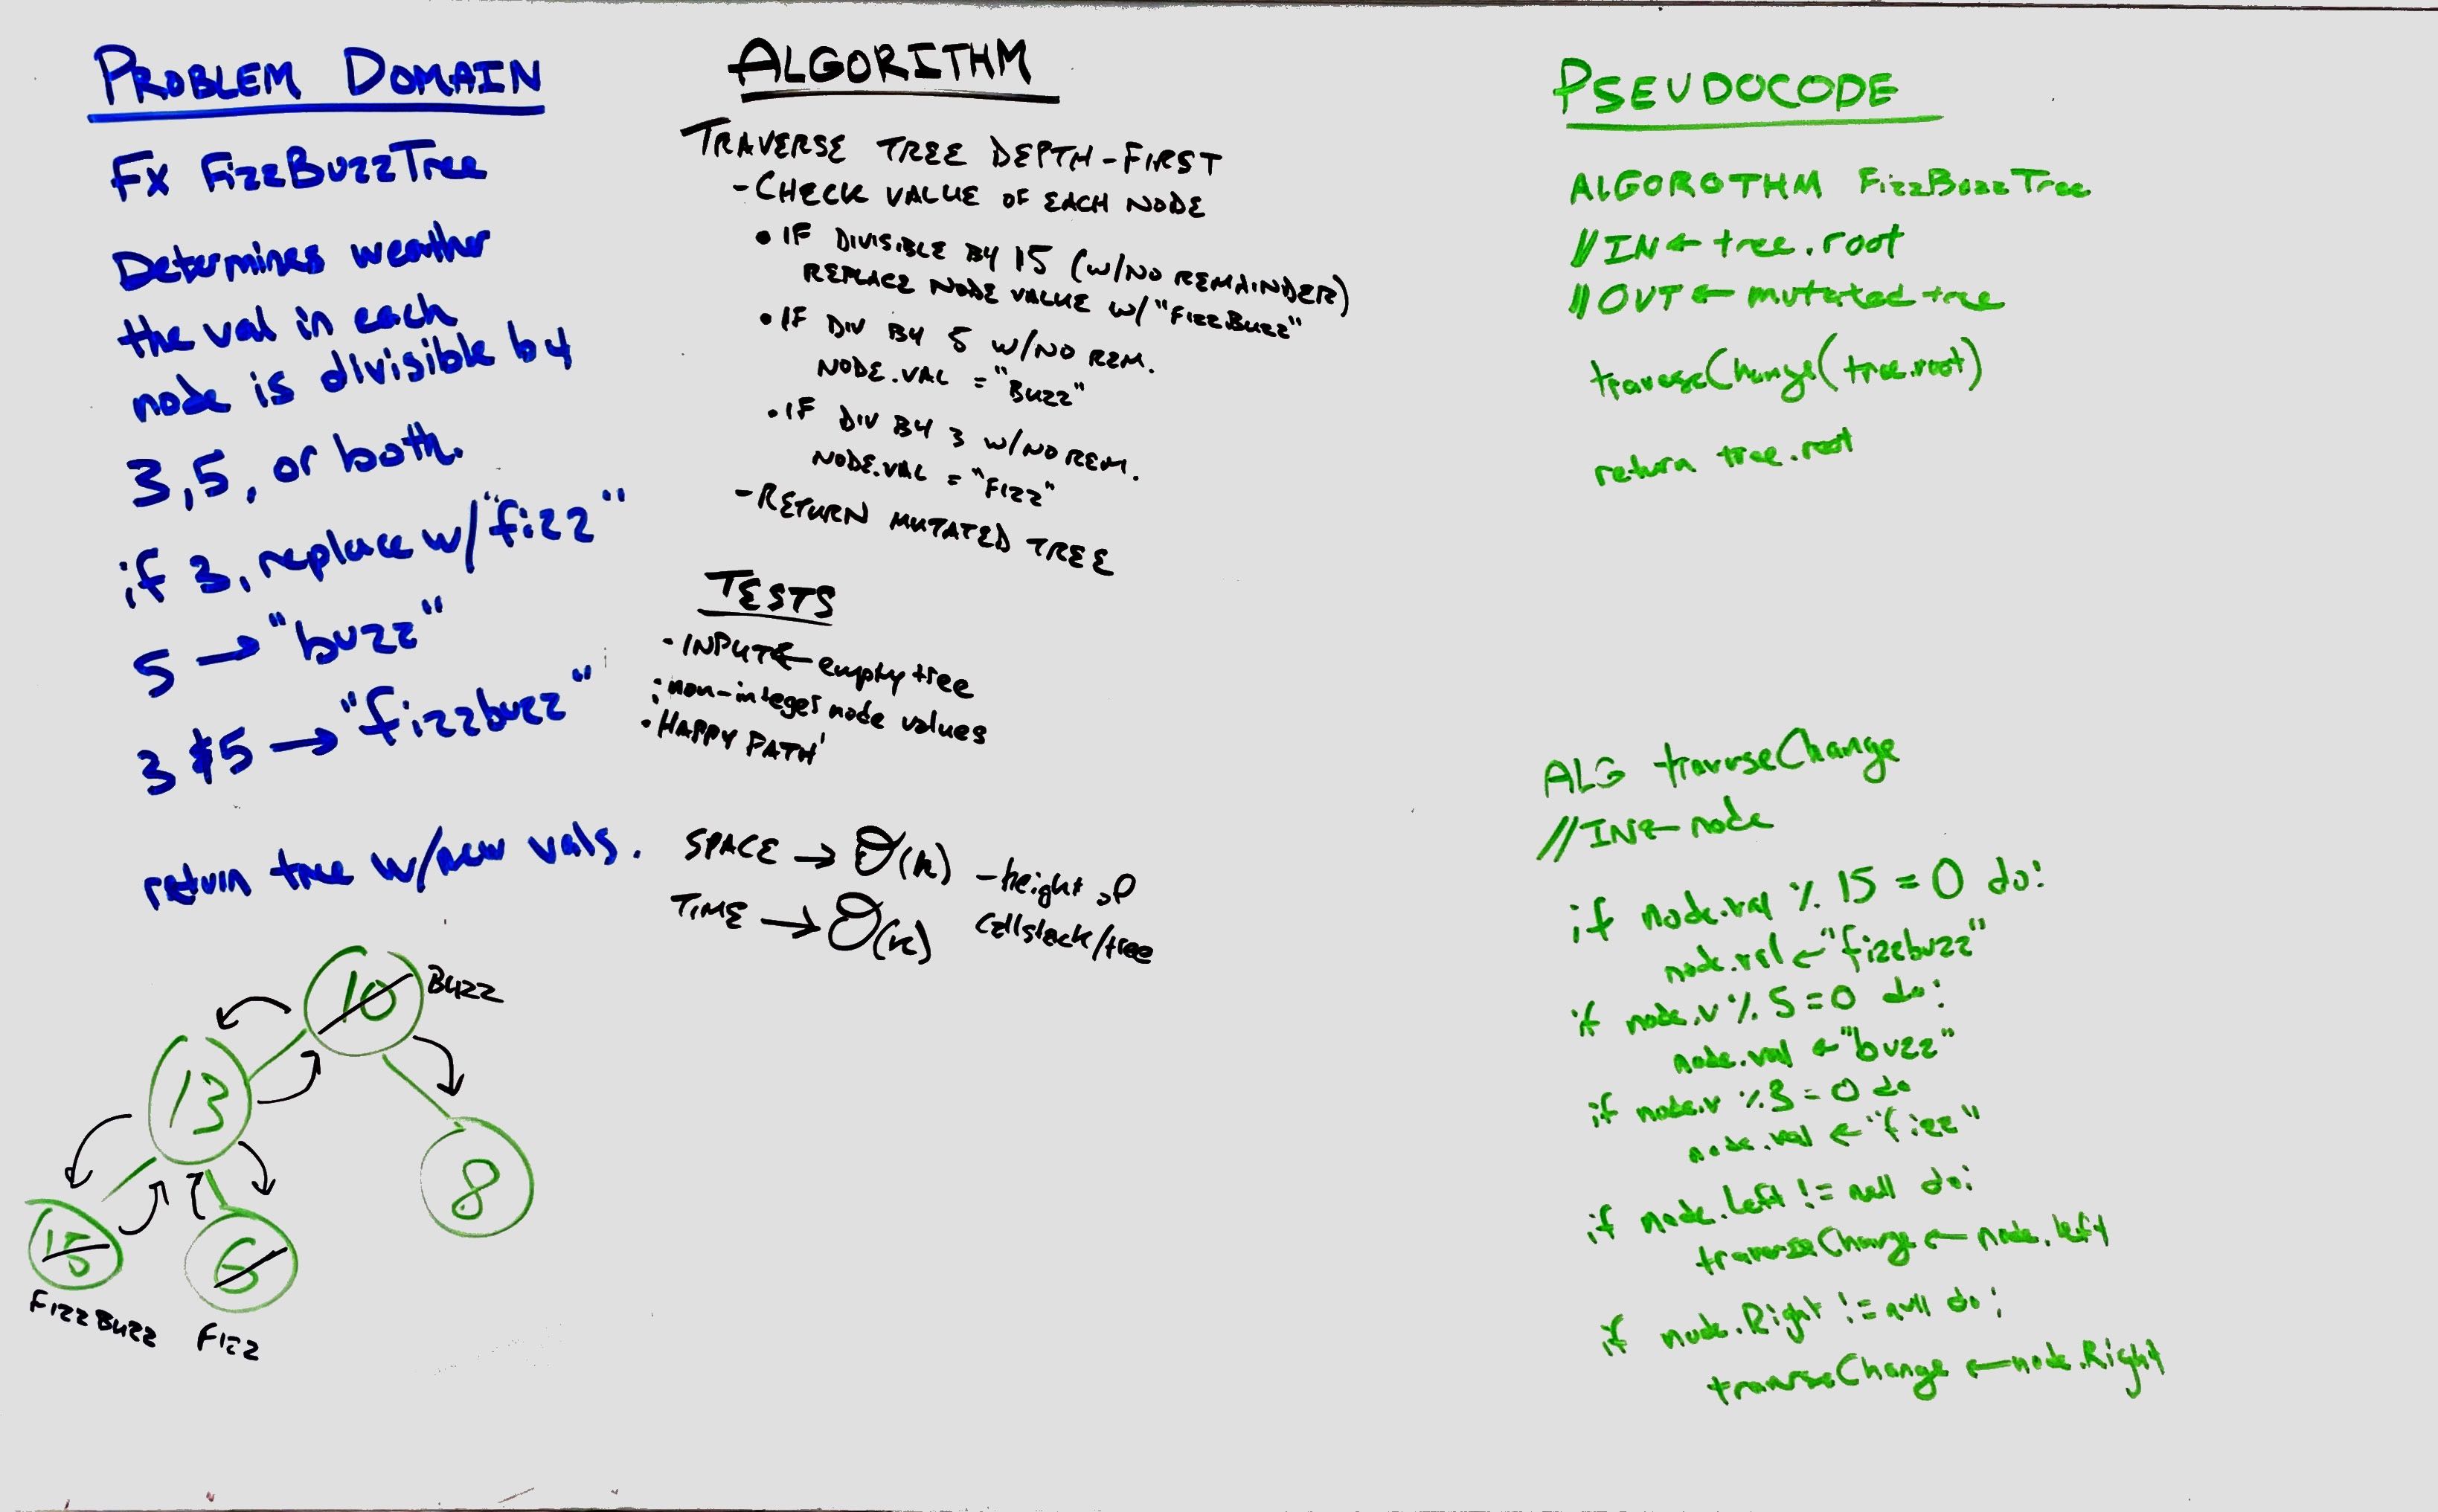 PROBLEM DOMAIN
Fx FizzBuzzTree
Determines weather
the val in each
node is divisible by
3, 5, or both.
if 3, replace w/ "fizz"
5 → "buzz"
3 $5 → "fizzbuzz"
return tree w/new vals.
10 Buzz
13
8
15
6
FizzBuzz
Fizz
ALGORITHM
TRAVERSE TREE DEPTH-FIRST
- CHECK VALUE OF EACH NODE
• IF DIVISIBLE BY 15 (W/NO REMAINDER)
REPLACE NODE VALUE W/ "FizzBuzz"
• IF DIV BY 5 W/NO REM.
NODE.VAL = "Buzz"
• IF DIV BY 3 W/NO REM.
NODE.VAL = "Fizz"
- RETURN MUTATED TREE
TESTS
- INPUT ← empty tree
: non-integer node values
• HAPPY PATH
SPACE → O(n) - height of
callstack/tree
TIME → O(n)
PSEUDOCODE
ALGOROTHM FizzBuzzTree
// IN ← tree.root
// OUT ← mutated tree
traverseChange(tree.root)
return tree.root
ALG traverseChange
// IN ← node
if node.val % 15 = 0 do:
node.val ← "fizzbuzz"
if node.v % 5 = 0 do:
node.val ← "buzz"
if node.v % 3 = 0 do
node.val ← "fizz"
if node.Left != null do:
traverseChange ← node.left
if node.Right != null do:
traverseChange ← node.Right